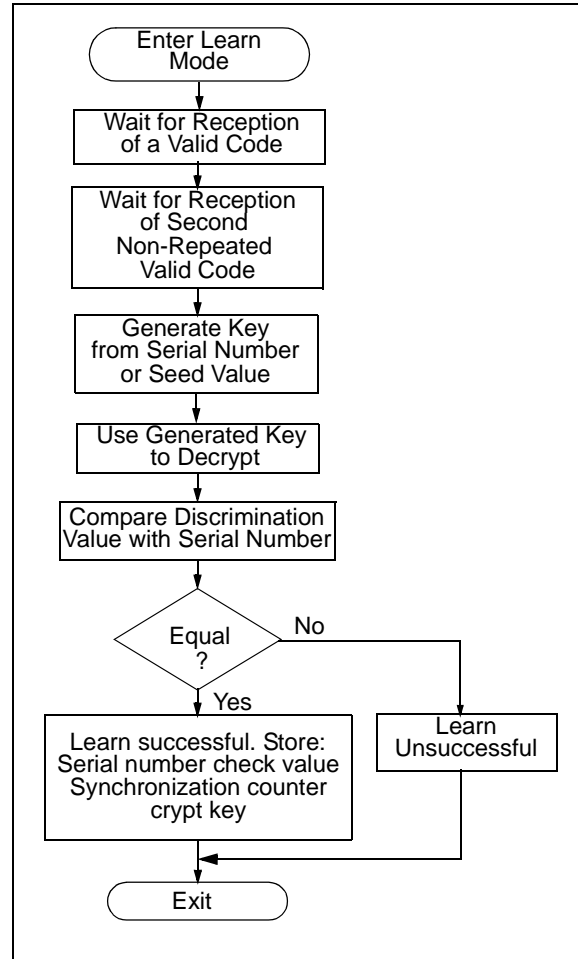 Enter Learn
Mode
Wait for Reception
of a Valid Code
Wait for Reception
of Second
Non-Repeated
Valid Code
Generate Key
from Serial Number
or Seed Value
Use Generated Key
to Decrypt
Compare Discrimination
Value with Serial Number
Equal
?
No
Yes
Learn successful. Store:
Serial number check value
Synchronization counter
crypt key
Learn
Unsuccessful
Exit